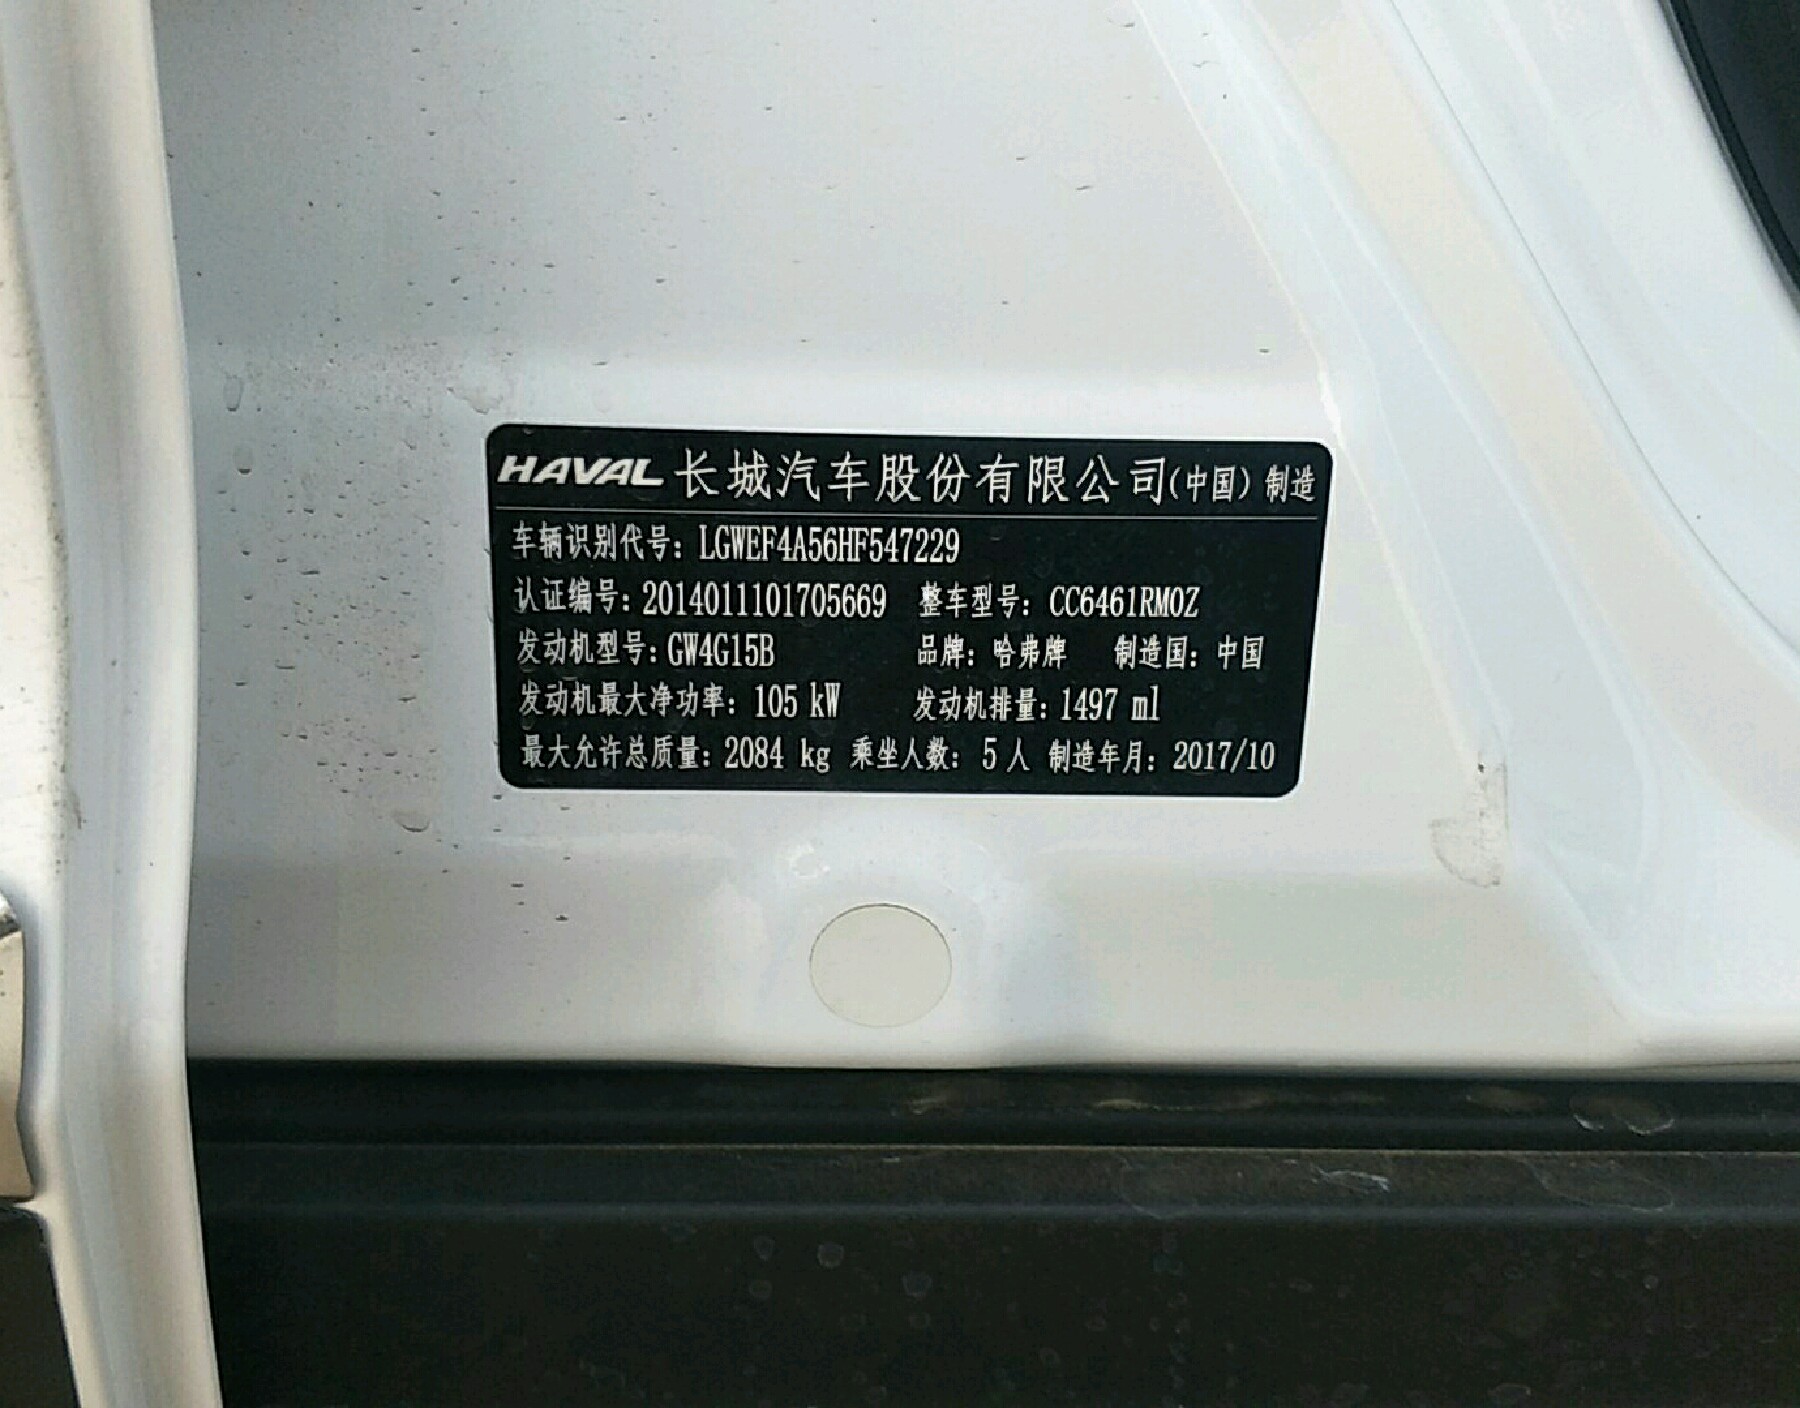 HAVAL 长城汽车股份有限公司(中国)制造
车辆识别代号：LGWEF4A56HF547229
认证编号：2014011101705669 整车型号：CC6461RM0Z
发动机型号：GW4G15B 品牌：哈弗牌 制造国：中国
发动机最大净功率：105 kW 发动机排量：1497 ml
最大允许总质量：2084 kg 乘坐人数：5 人 制造年月：2017/10